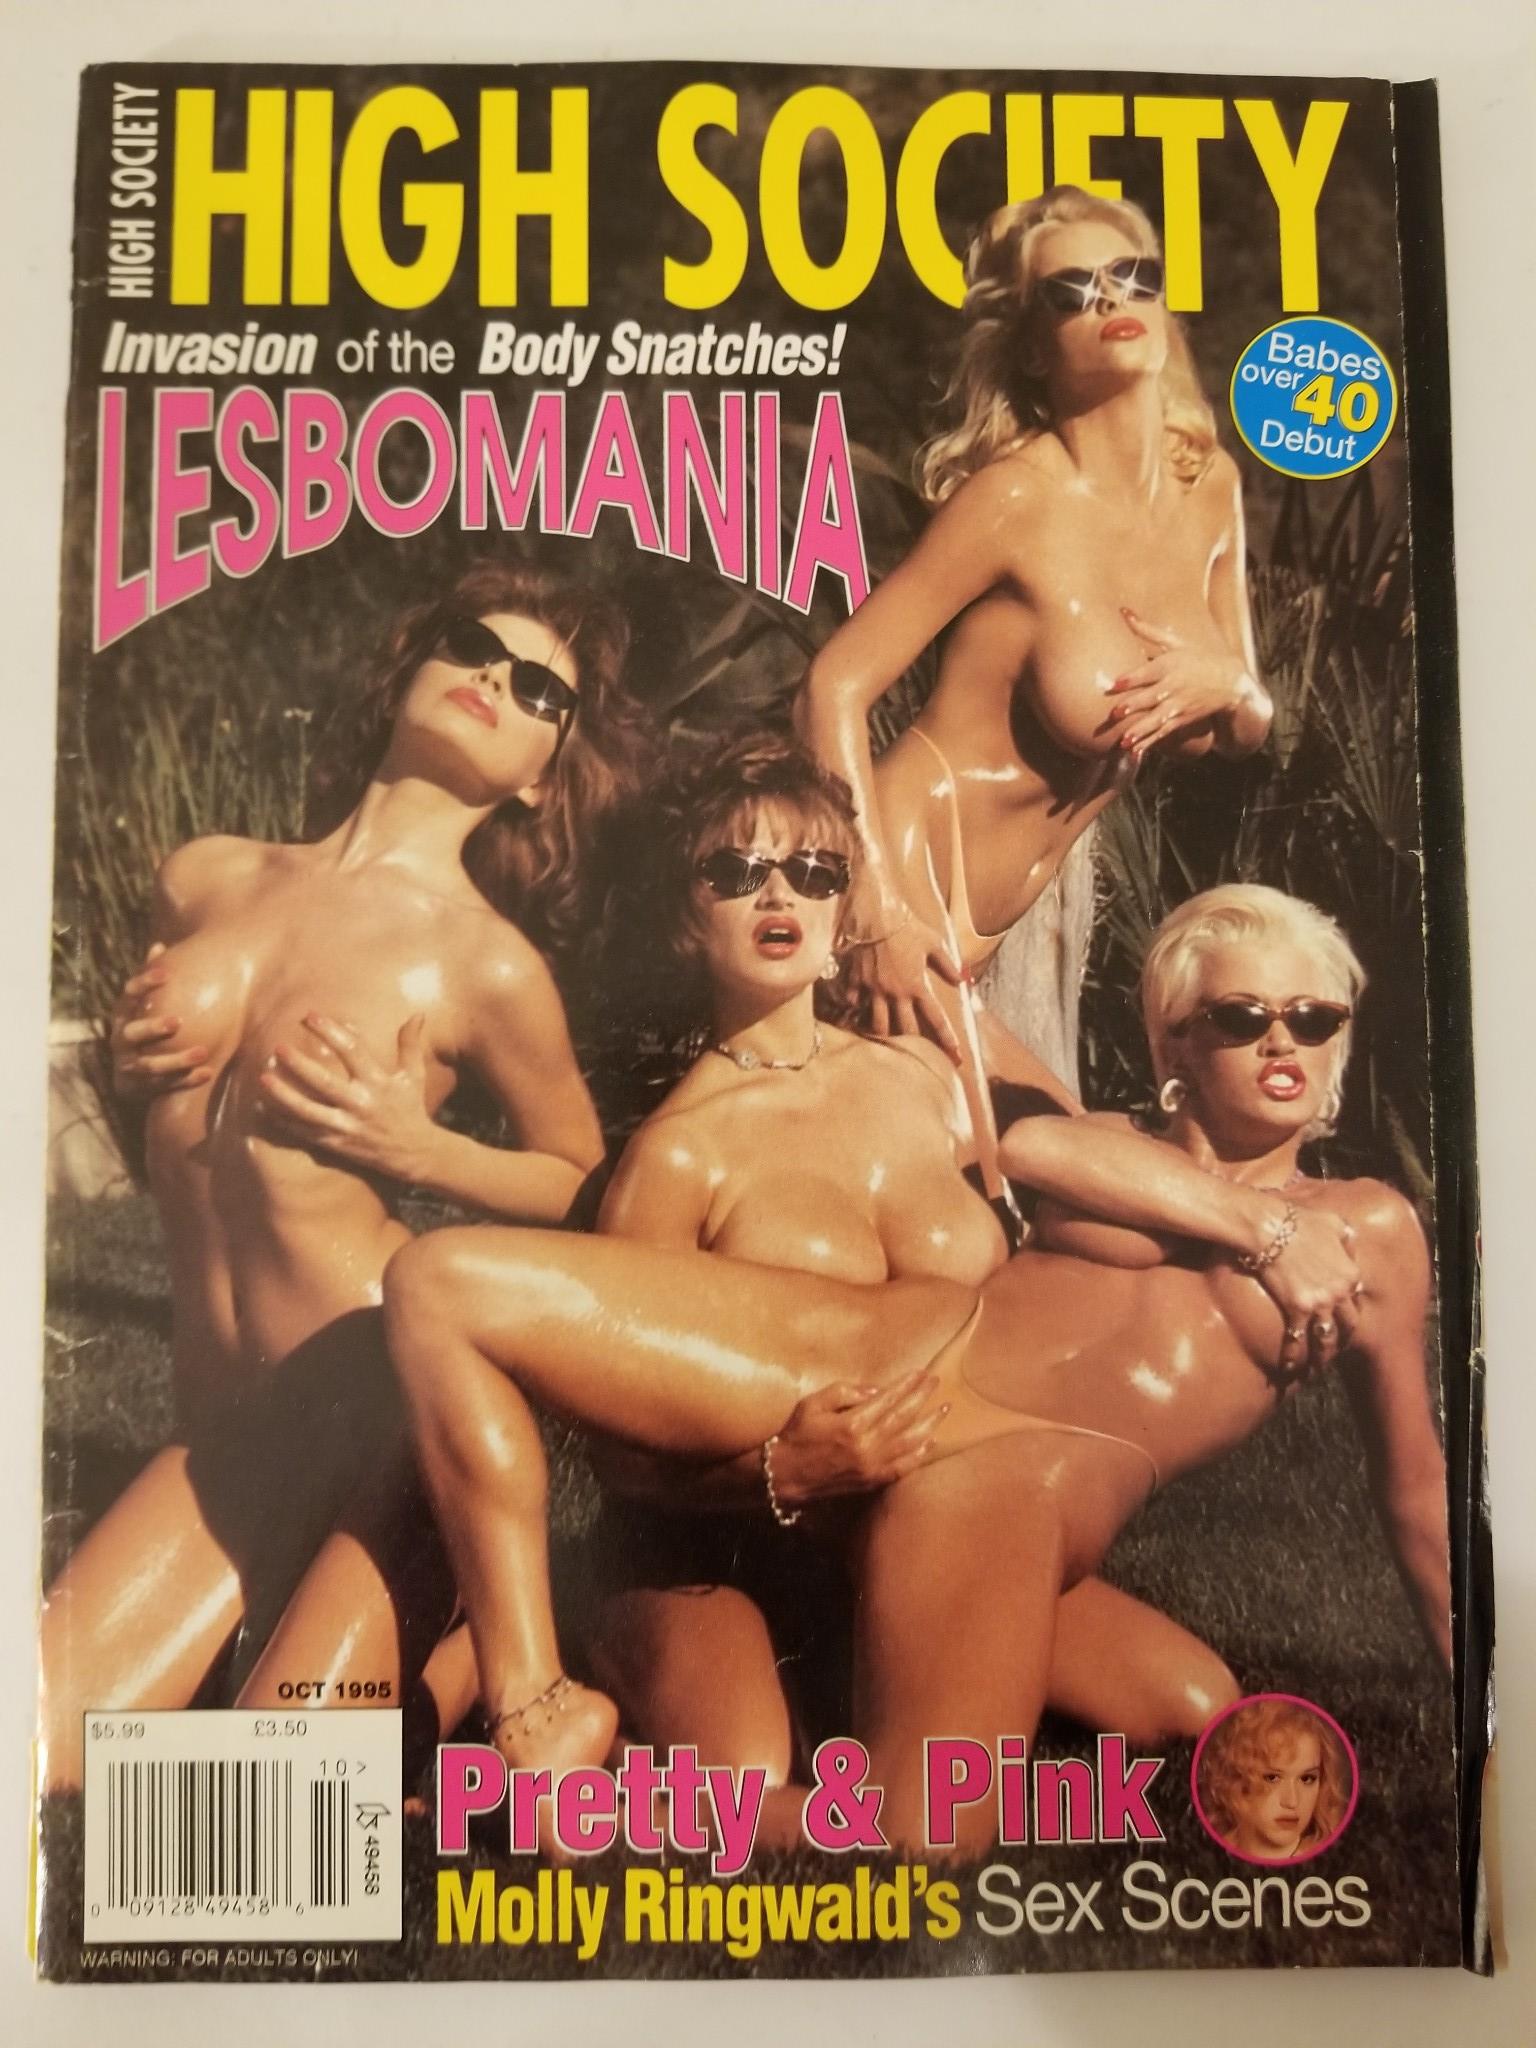 HIGH SOCIETY
HIGH SOCIETY
Invasion of the Body Snatches!
LESBOMANIA
Babes
over 40
Debut
OCT 1995
$5.99 £3.50
10>
49458
0 09128 49458 6
WARNING: FOR ADULTS ONLY!
Pretty & Pink
Molly Ringwald's Sex Scenes